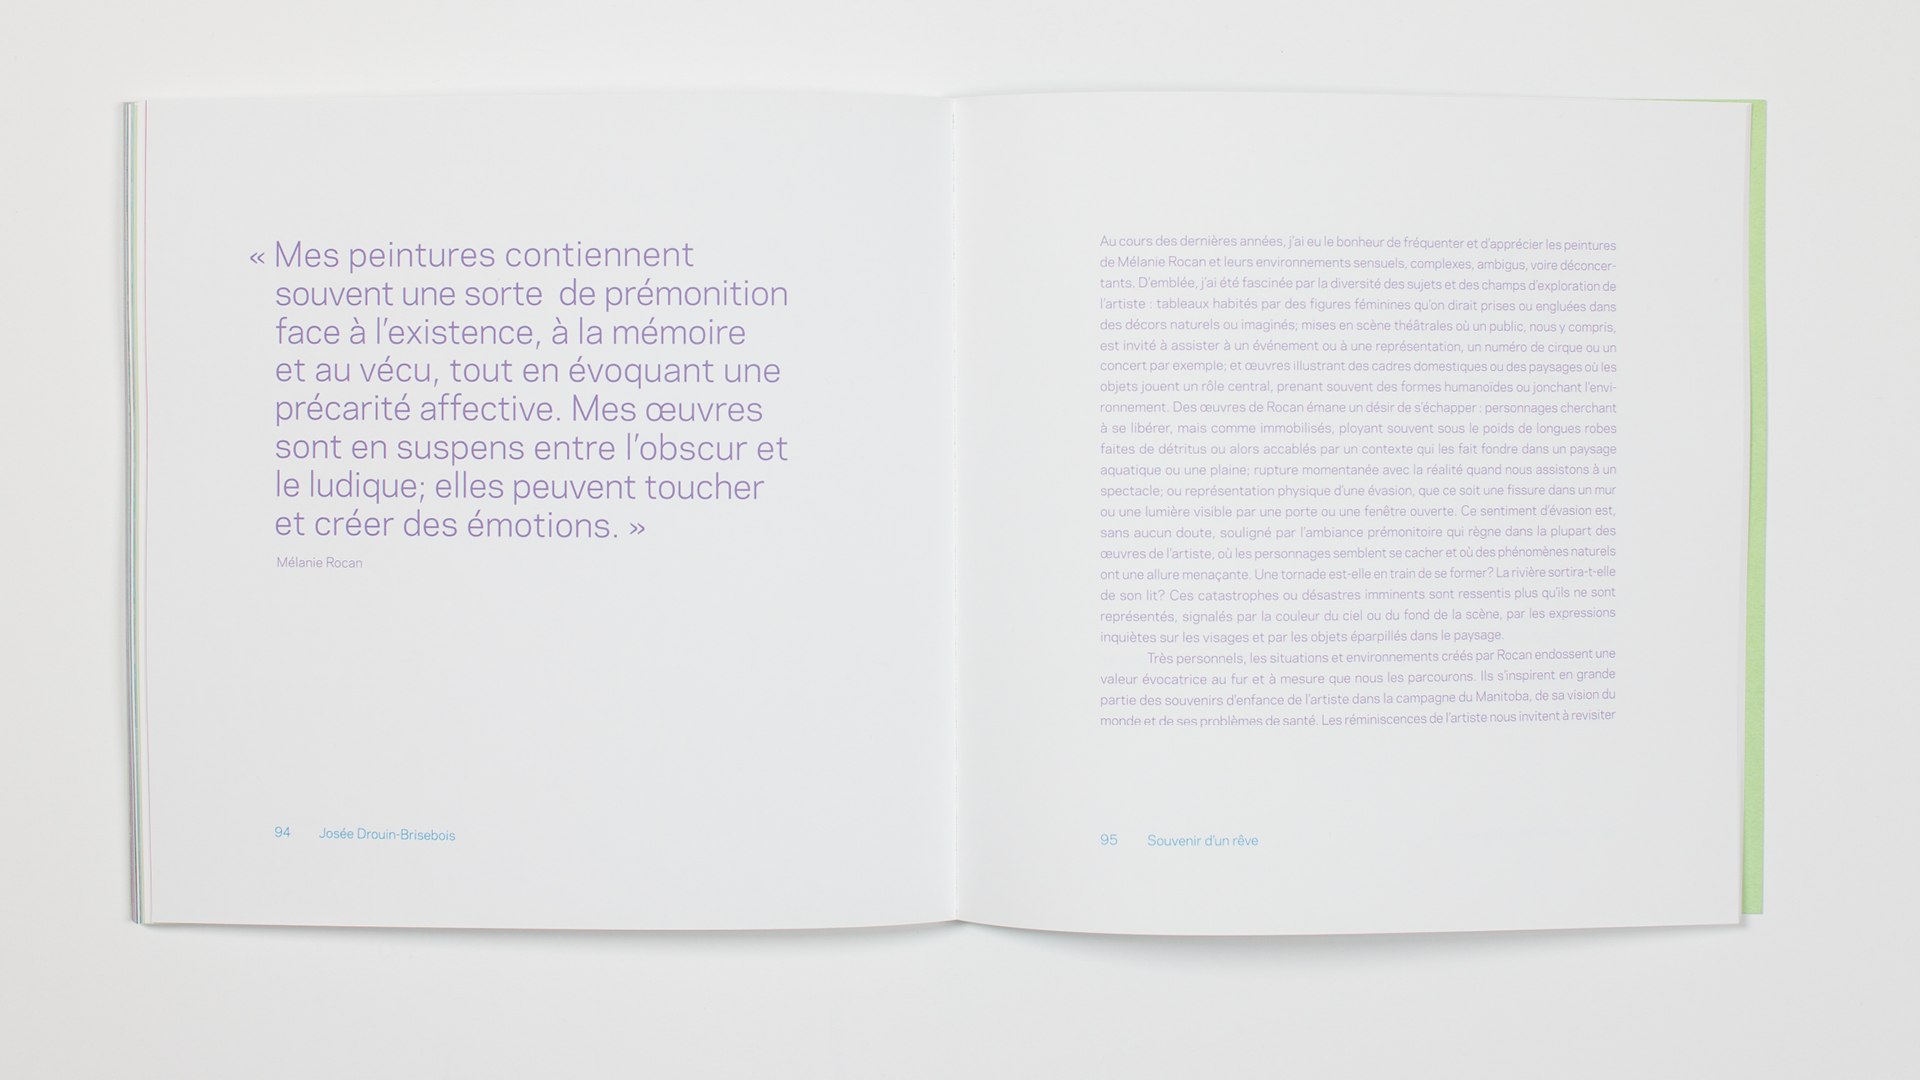 « Mes peintures contiennent
souvent une sorte  de prémonition
face à l’existence, à la mémoire
et au vécu, tout en évoquant une
précarité affective. Mes œuvres
sont en suspens entre l’obscur et
le ludique; elles peuvent toucher
et créer des émotions. »
Mélanie Rocan
94 Josée Drouin-Brisebois
Au cours des dernières années, j’ai eu le bonheur de fréquenter et d’apprécier les peintures
de Mélanie Rocan et leurs environnements sensuels, complexes, ambigus, voire déconcer-
tants. D’emblée, j’ai été fascinée par la diversité des sujets et des champs d’exploration de
l’artiste : tableaux habités par des figures féminines qu’on dirait prises ou engluées dans
des décors naturels ou imaginés; mises en scène théâtrales où un public, nous y compris,
est invité à assister à un événement ou à une représentation, un numéro de cirque ou un
concert par exemple; et œuvres illustrant des cadres domestiques ou des paysages où les
objets jouent un rôle central, prenant souvent des formes humanoïdes ou jonchant l’envi-
ronnement. Des œuvres de Rocan émane un désir de s’échapper : personnages cherchant
à se libérer, mais comme immobilisés, ployant souvent sous le poids de longues robes
faites de détritus ou alors accablés par un contexte qui les fait fondre dans un paysage
aquatique ou une plaine; rupture momentanée avec la réalité quand nous assistons à un
spectacle; ou représentation physique d’une évasion, que ce soit une fissure dans un mur
ou une lumière visible par une porte ou une fenêtre ouverte. Ce sentiment d’évasion est,
sans aucun doute, souligné par l’ambiance prémonitoire qui règne dans la plupart des
œuvres de l’artiste, où les personnages semblent se cacher et où des phénomènes naturels
ont une allure menaçante. Une tornade est-elle en train de se former? La rivière sortira-t-elle
de son lit? Ces catastrophes ou désastres imminents sont ressentis plus qu’ils ne sont
représentés, signalés par la couleur du ciel ou du fond de la scène, par les expressions
inquiètes sur les visages et par les objets éparpillés dans le paysage.
Très personnels, les situations et environnements créés par Rocan endossent une
valeur évocatrice au fur et à mesure que nous les parcourons. Ils s’inspirent en grande
partie des souvenirs d’enfance de l’artiste dans la campagne du Manitoba, de sa vision du
monde et de ses problèmes de santé. Les réminiscences de l’artiste nous invitent à revisiter
95 Souvenir d’un rêve